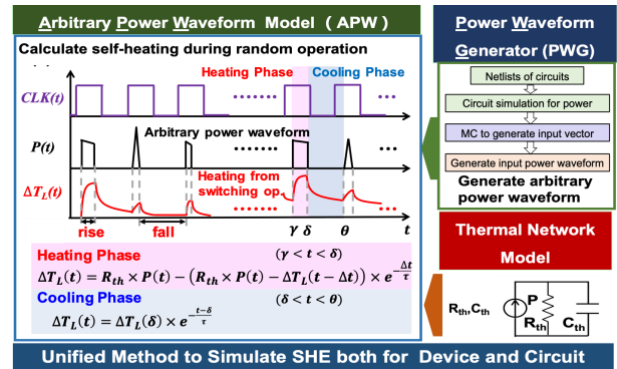 Arbitrary Power Waveform Model ( APW )
Calculate self-heating during random operation
Heating Phase Cooling Phase
CLK(t)
Arbitrary power waveform
P(t)
Heating from
switching op.
ΔT_L(t)
rise fall γ δ θ t
Heating Phase (γ < t < δ)
ΔT_L(t) = R_th × P(t) − (R_th × P(t) − ΔT_L(t − Δt)) × e^{−Δt/τ}
Cooling Phase (δ < t < θ)
ΔT_L(t) = ΔT_L(δ) × e^{−(t−δ)/τ}
Power Waveform
Generator (PWG)
Netlists of circuits
Circuit simulation for power
MC to generate input vector
Generate input power waveform
Generate arbitrary
power waveform
Thermal Network
Model
R_th,C_th
P
R_th C_th
Unified Method to Simulate SHE both for Device and Circuit